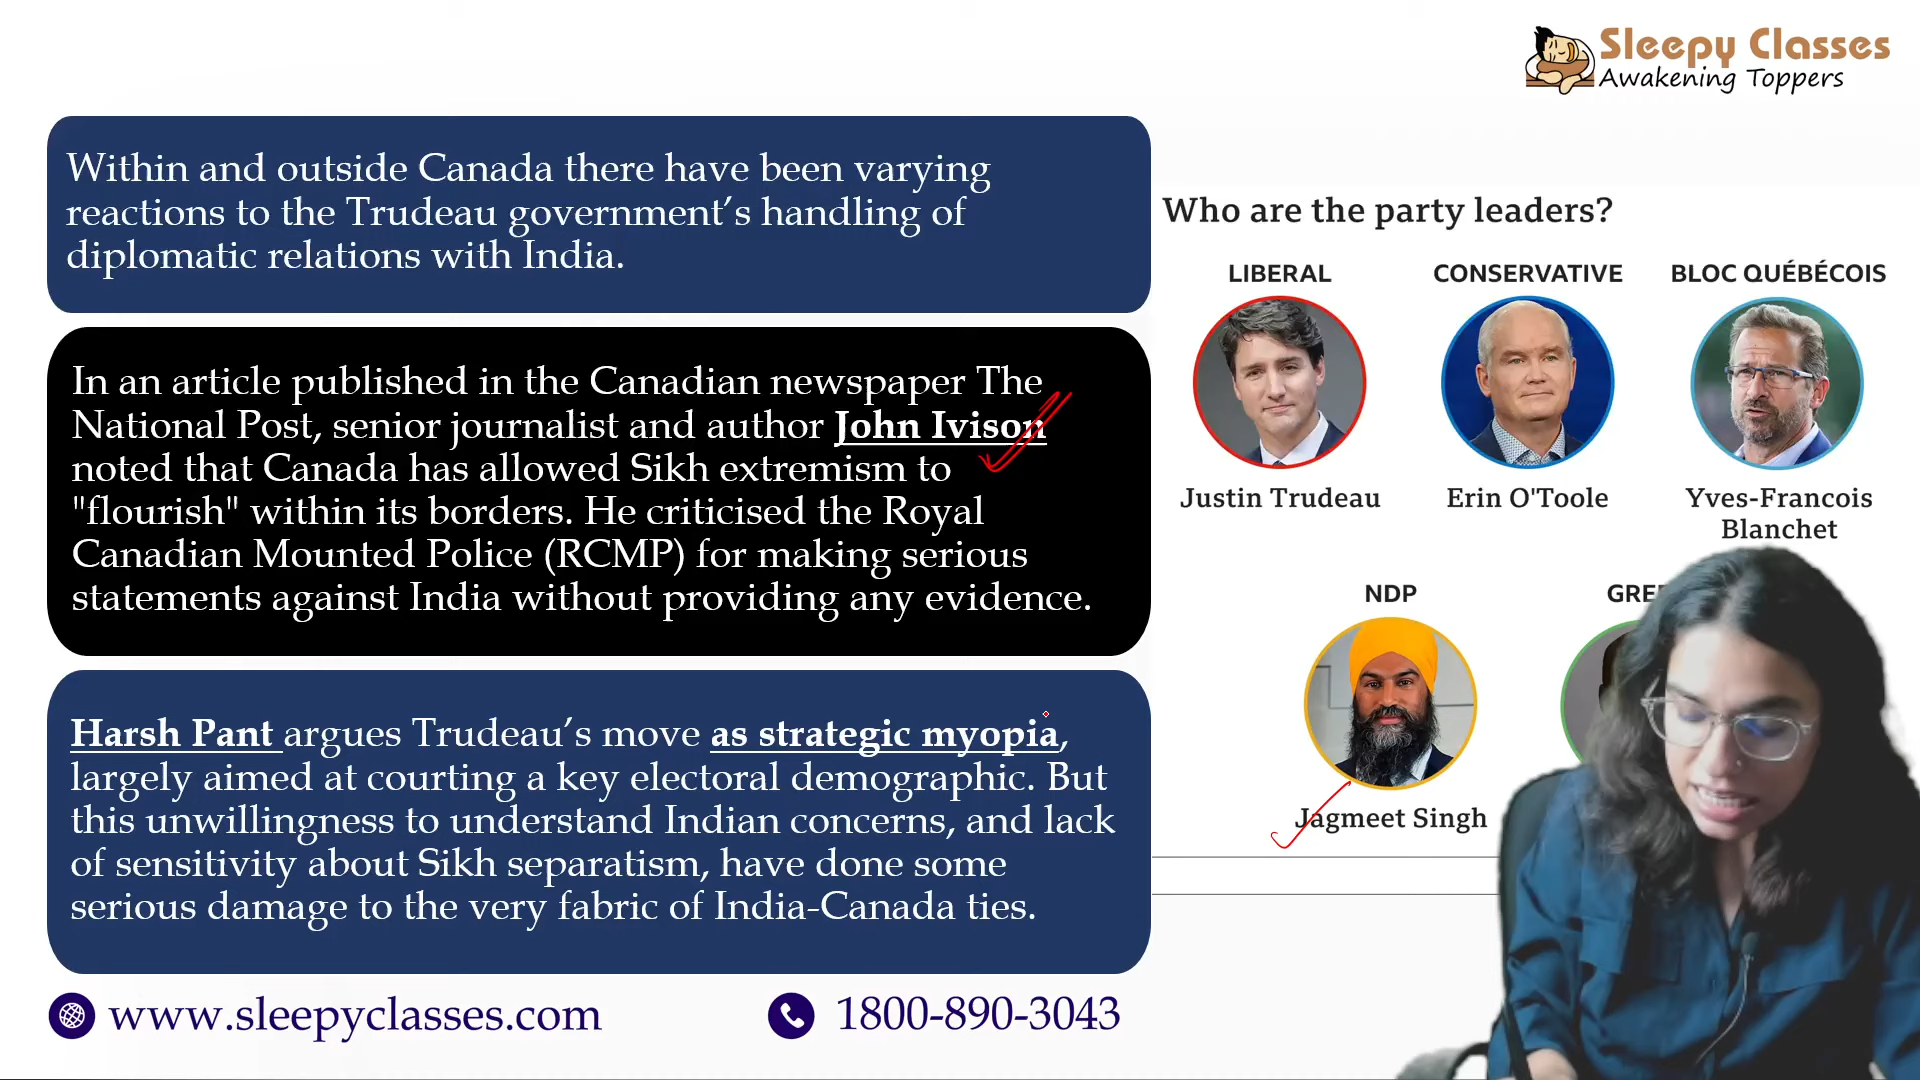 Sleepy Classes
Awakening Toppers
Within and outside Canada there have been varying
reactions to the Trudeau government’s handling of
diplomatic relations with India.
In an article published in the Canadian newspaper The
National Post, senior journalist and author John Ivison
noted that Canada has allowed Sikh extremism to
"flourish" within its borders. He criticised the Royal
Canadian Mounted Police (RCMP) for making serious
statements against India without providing any evidence.
Harsh Pant argues Trudeau’s move as strategic myopia,
largely aimed at courting a key electoral demographic. But
this unwillingness to understand Indian concerns, and lack
of sensitivity about Sikh separatism, have done some
serious damage to the very fabric of India-Canada ties.
Who are the party leaders?
LIBERAL
CONSERVATIVE
BLOC QUÉBÉCOIS
Justin Trudeau
Erin O'Toole
Yves-Francois
Blanchet
NDP
Jagmeet Singh
www.sleepyclasses.com
1800-890-3043